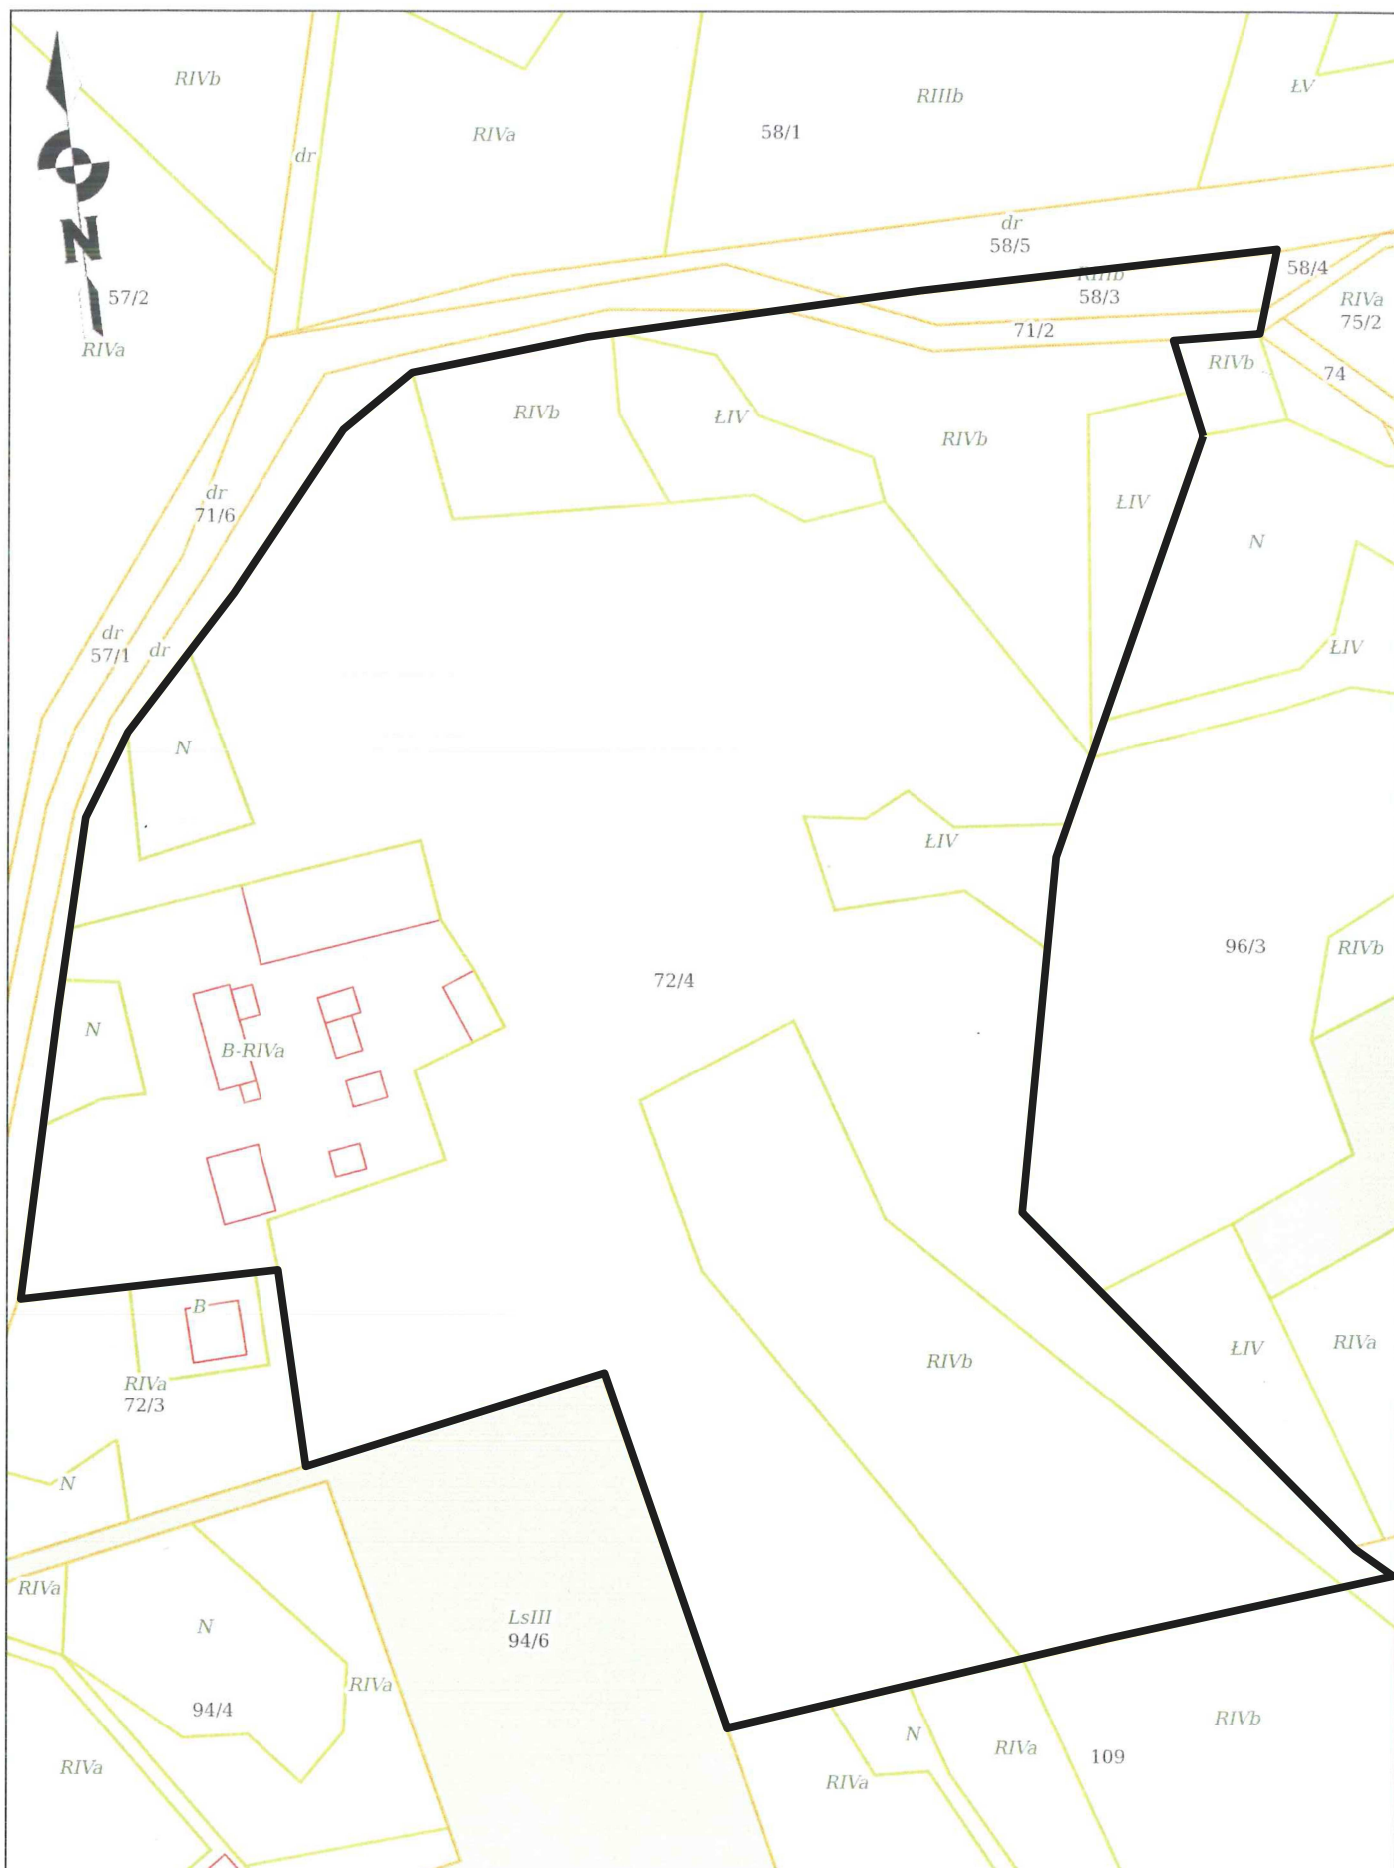 RIVb
RIIIb
ŁV
58/1
RIVa
dr
dr
58/5
N
58/4
57/2
RIIIb
58/3
RIVa
75/2
71/2
RIVa
RIVb
74
RIVb
ŁIV
RIVb
dr
71/6
ŁIV
N
dr
57/1
dr
ŁIV
N
ŁIV
96/3
RIVb
72/4
N
B-RIVa
B
RIVa
72/3
RIVb
ŁIV
RIVa
N
RIVa
LsIII
94/6
N
RIVa
94/4
RIVb
N
RIVa
109
RIVa
RIVa